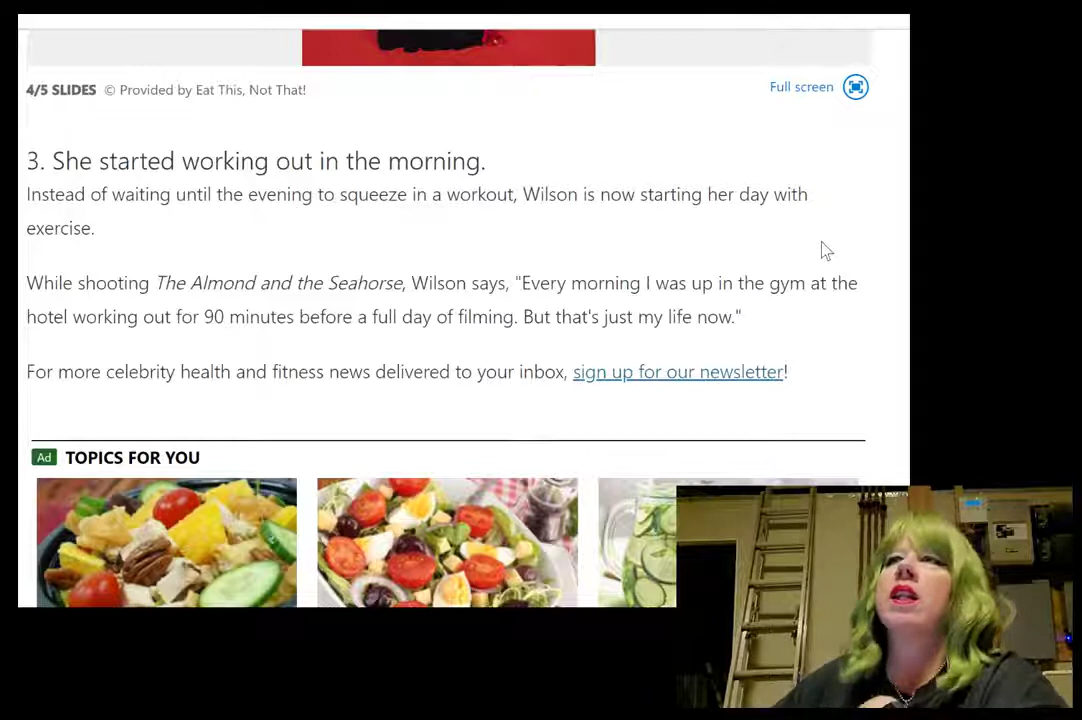 4/5 SLIDES © Provided by Eat This, Not That!
Full screen
3. She started working out in the morning.
Instead of waiting until the evening to squeeze in a workout, Wilson is now starting her day with
exercise.
While shooting The Almond and the Seahorse, Wilson says, "Every morning I was up in the gym at the
hotel working out for 90 minutes before a full day of filming. But that's just my life now."
For more celebrity health and fitness news delivered to your inbox, sign up for our newsletter!
Ad TOPICS FOR YOU